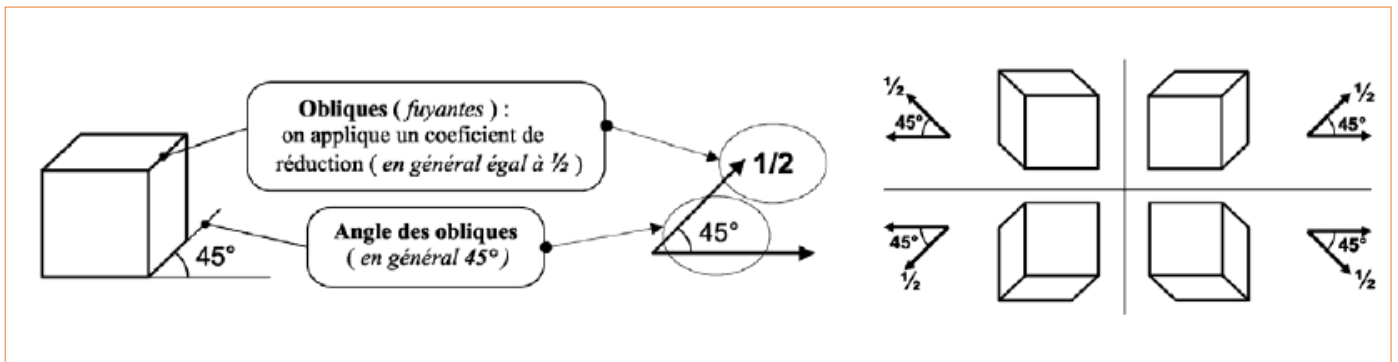 Obliques ( fuyantes ) :
on applique un coeficient de
réduction ( en général égal à ½ )
45°
Angle des obliques
( en général 45° )
1/2
45°
½
45°
½
45°
45°
½
45°
½